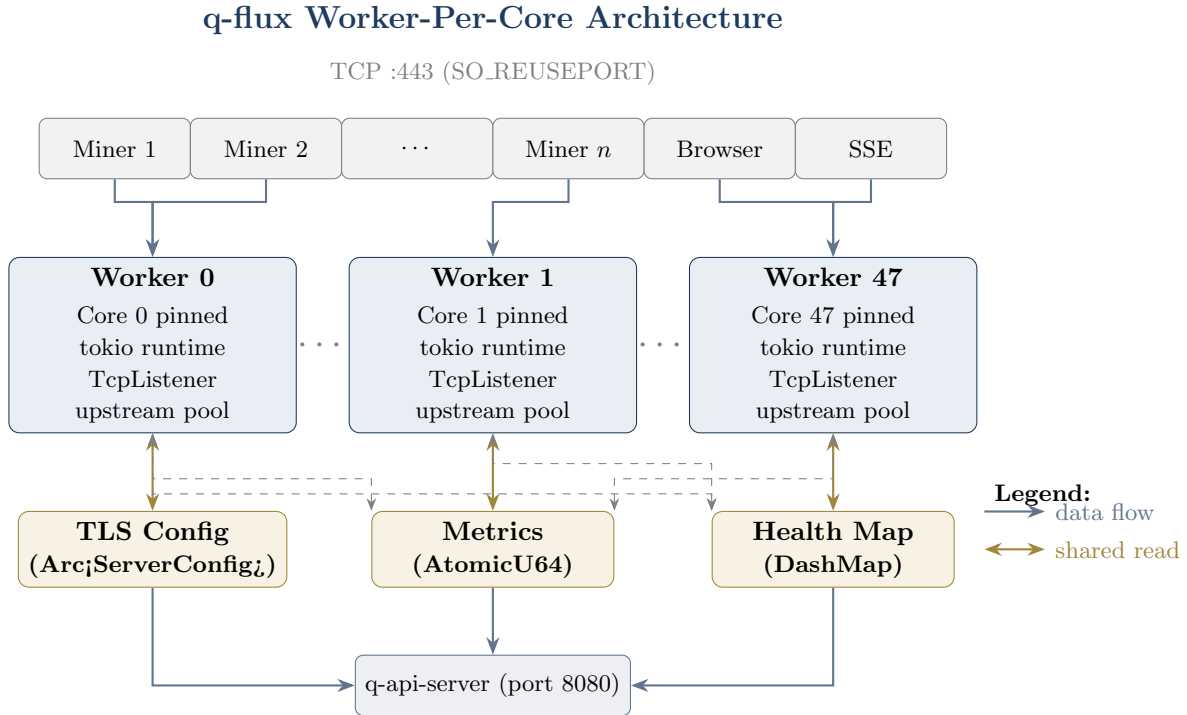 q-flux Worker-Per-Core Architecture
TCP :443 (SO_REUSEPORT)
Miner 1 Miner 2 ··· Miner n Browser SSE
Worker 0
Core 0 pinned
tokio runtime
TcpListener
upstream pool
···
Worker 1
Core 1 pinned
tokio runtime
TcpListener
upstream pool
···
Worker 47
Core 47 pinned
tokio runtime
TcpListener
upstream pool
TLS Config
(Arc¡ServerConfig¿)
Metrics
(AtomicU64)
Health Map
(DashMap)
Legend:
data flow
shared read
q-api-server (port 8080)